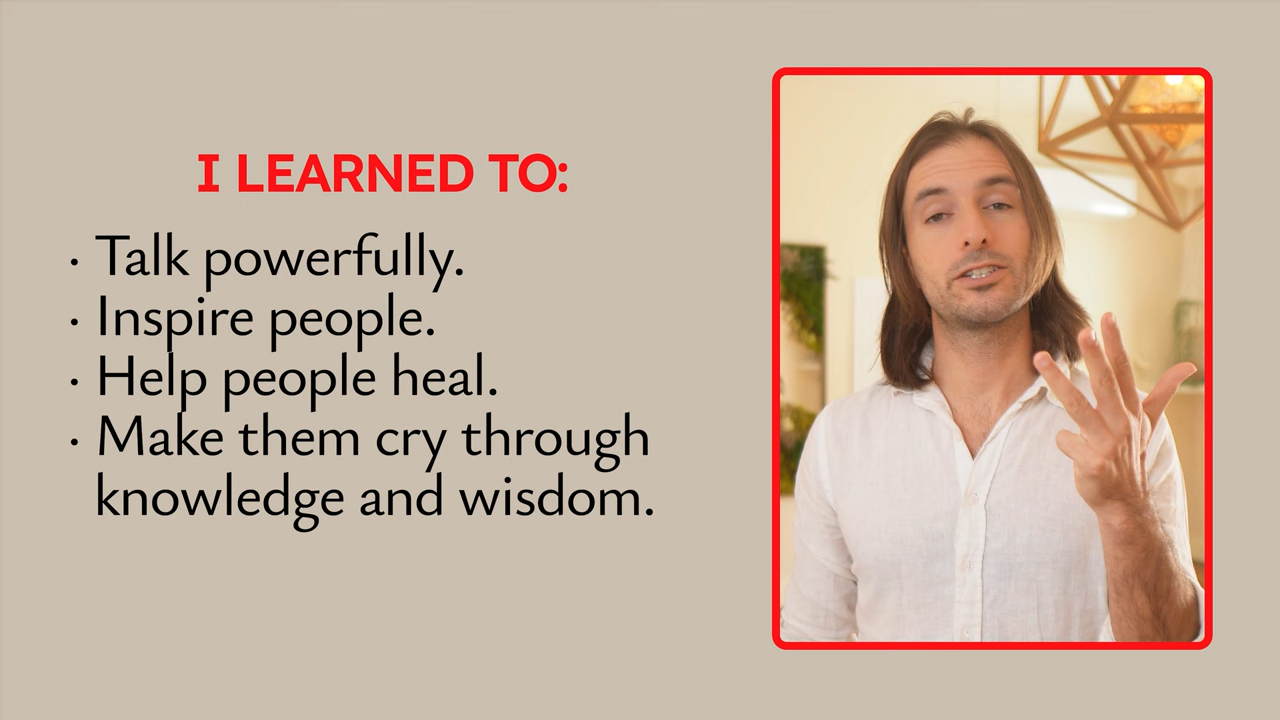 I LEARNED TO:
· Talk powerfully.
· Inspire people.
· Help people heal.
· Make them cry through
knowledge and wisdom.